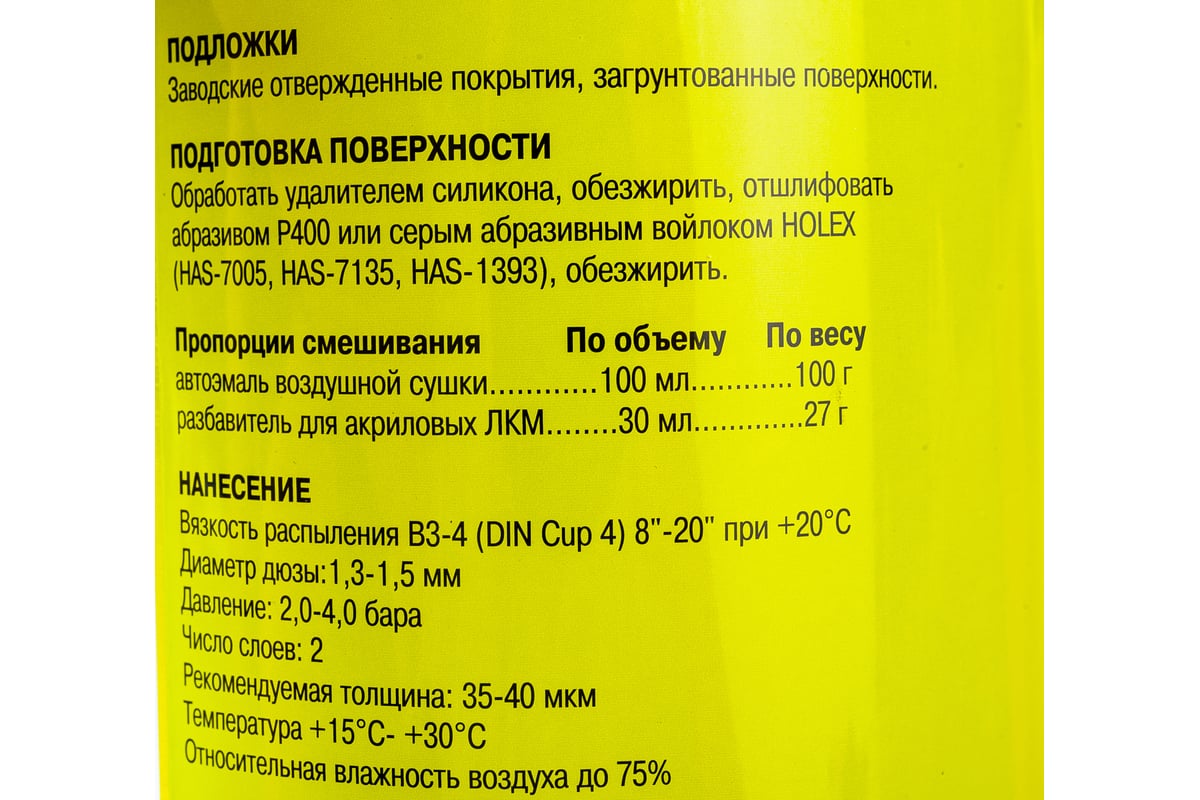 ПОДЛОЖКИ
Заводские отвержденные покрытия, загрунтованные поверхности.
ПОДГОТОВКА ПОВЕРХНОСТИ
Обработать удалителем силикона, обезжирить, отшлифовать
абразивом Р400 или серым абразивным войлоком HOLEX
(HAS-7005, HAS-7135, HAS-1393), обезжирить.
Пропорции смешивания По объему По весу
автоэмаль воздушной сушки............100 мл............100 г
разбавитель для акриловых ЛКМ........30 мл.............27 г
НАНЕСЕНИЕ
Вязкость распыления ВЗ-4 (DIN Cup 4) 8"-20" при +20°C
Диаметр дюзы:1,3-1,5 мм
Давление: 2,0-4,0 бара
Число слоев: 2
Рекомендуемая толщина: 35-40 мкм
Температура +15°C- +30°C
Относительная влажность воздуха до 75%